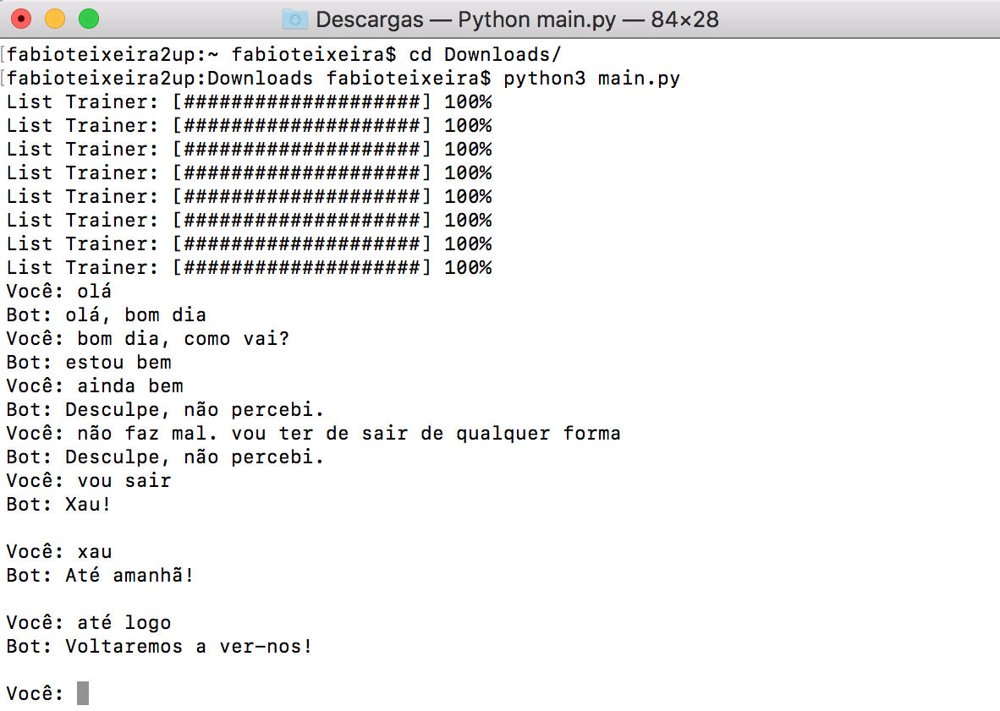 Descargas — Python main.py — 84×28
[fabioteixeira2up:~ fabioteixeira$ cd Downloads/
[fabioteixeira2up:Downloads fabioteixeira$ python3 main.py
List Trainer: [####################] 100%
List Trainer: [####################] 100%
List Trainer: [####################] 100%
List Trainer: [####################] 100%
List Trainer: [####################] 100%
List Trainer: [####################] 100%
List Trainer: [####################] 100%
List Trainer: [####################] 100%
Você: olá
Bot: olá, bom dia
Você: bom dia, como vai?
Bot: estou bem
Você: ainda bem
Bot: Desculpe, não percebi.
Você: não faz mal. vou ter de sair de qualquer forma
Bot: Desculpe, não percebi.
Você: vou sair
Bot: Xau!
Você: xau
Bot: Até amanhã!
Você: até logo
Bot: Voltaremos a ver-nos!
Você: